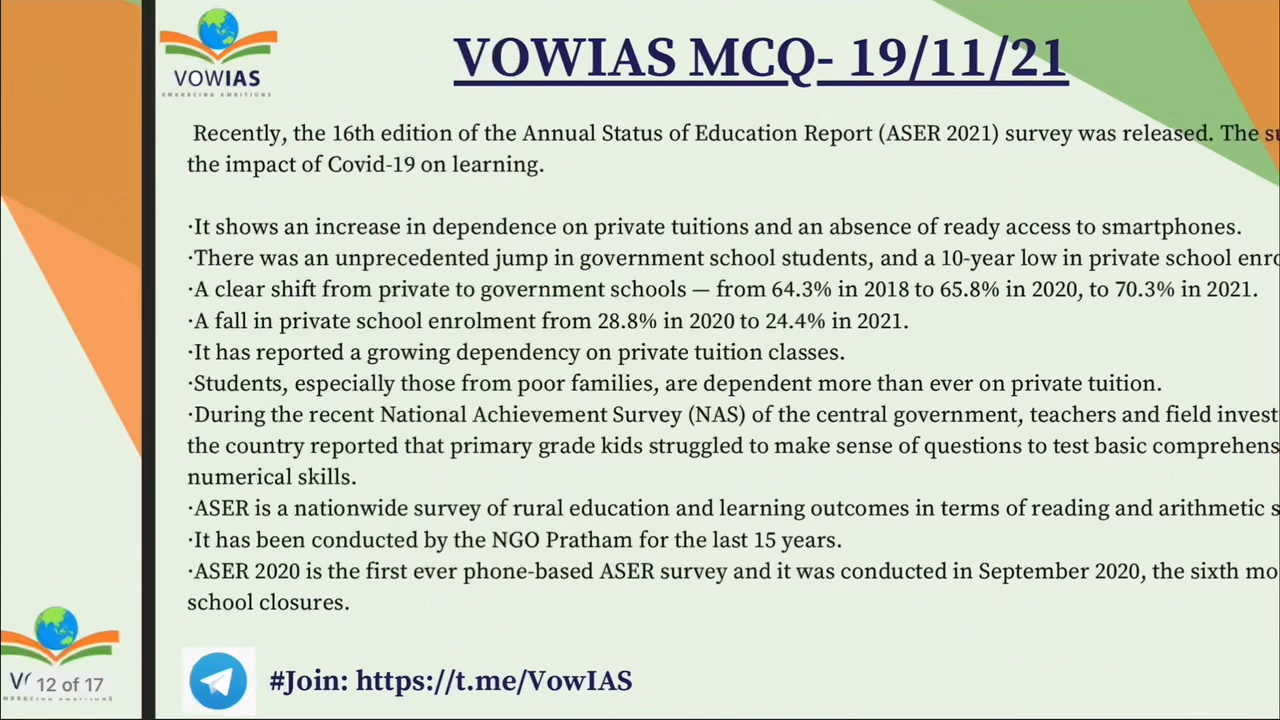 VOWIAS
EMBRACING AMBITIONS
VOWIAS MCQ- 19/11/21
Recently, the 16th edition of the Annual Status of Education Report (ASER 2021) survey was released. The
the impact of Covid-19 on learning.
·It shows an increase in dependence on private tuitions and an absence of ready access to smartphones.
·There was an unprecedented jump in government school students, and a 10-year low in private school
·A clear shift from private to government schools — from 64.3% in 2018 to 65.8% in 2020, to 70.3% in 2021.
·A fall in private school enrolment from 28.8% in 2020 to 24.4% in 2021.
·It has reported a growing dependency on private tuition classes.
·Students, especially those from poor families, are dependent more than ever on private tuition.
·During the recent National Achievement Survey (NAS) of the central government, teachers and field
the country reported that primary grade kids struggled to make sense of questions to test basic
numerical skills.
·ASER is a nationwide survey of rural education and learning outcomes in terms of reading and arithmetic
·It has been conducted by the NGO Pratham for the last 15 years.
·ASER 2020 is the first ever phone-based ASER survey and it was conducted in September 2020, the sixth
school closures.
12 of 17
#Join: https://t.me/VowIAS